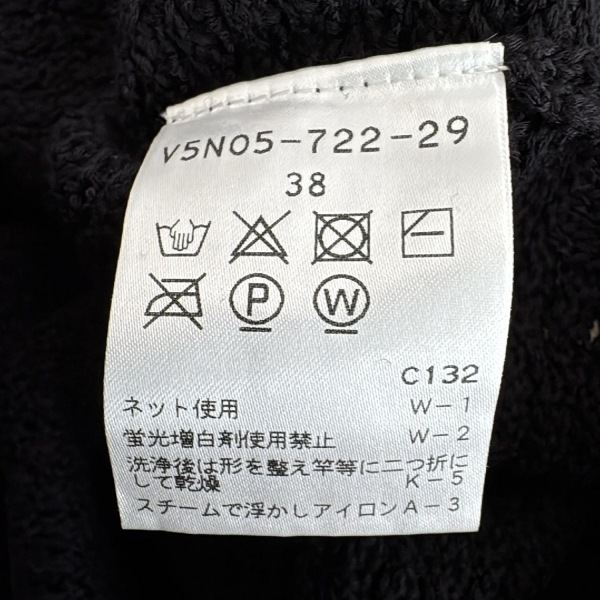 V5N05-722-29
38
P W
C132
ネット使用 W-1
蛍光増白剤使用禁止 W-2
洗浄後は形を整え竿等に二つ折に
して乾燥 K-5
スチームで浮かしアイロン A-3